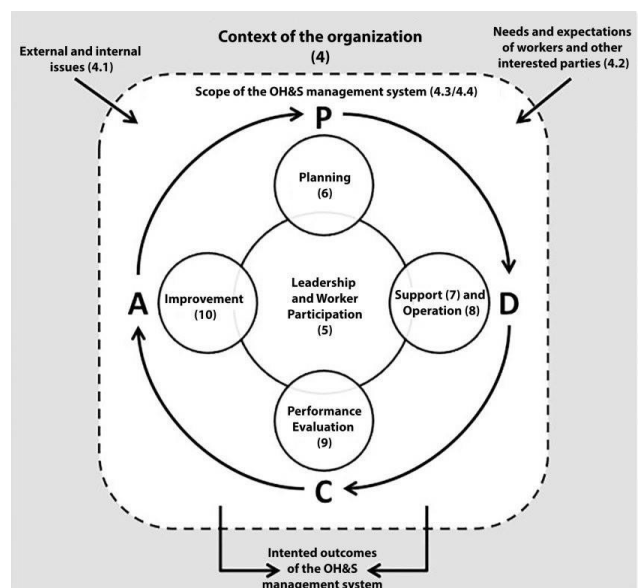 Context of the organization
(4)
External and internal
issues (4.1)
Needs and expectations
of workers and other
interested parties (4.2)
Scope of the OH&S management system (4.3/4.4)
P
Planning
(6)
A
Improvement
(10)
Leadership
and Worker
Participation
(5)
Support (7) and
Operation (8)
D
Performance
Evaluation
(9)
C
Intented outcomes
of the OH&S
management system